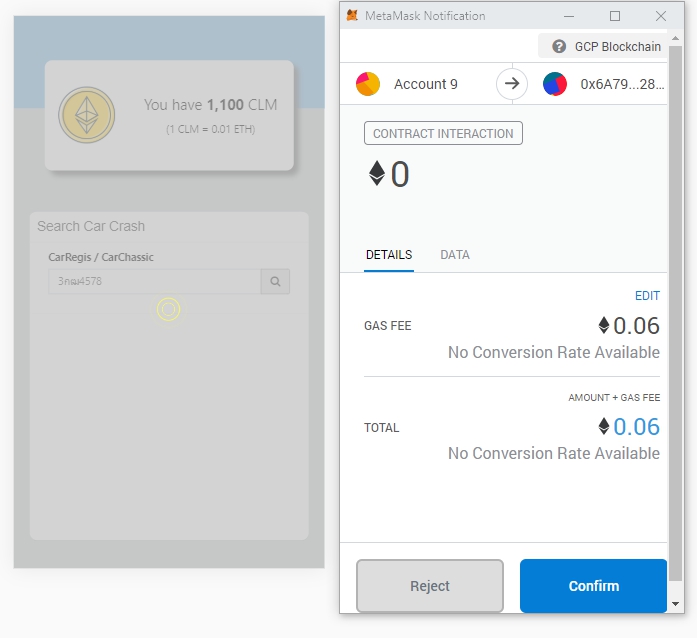 You have 1,100 CLM
(1 CLM = 0.01 ETH)
Search Car Crash
CarRegis / CarChassic
3กฒ4578
MetaMask Notification
GCP Blockchain
Account 9
0x6A79...28...
CONTRACT INTERACTION
0
DETAILS
DATA
EDIT
GAS FEE
0.06
No Conversion Rate Available
AMOUNT + GAS FEE
TOTAL
0.06
No Conversion Rate Available
Reject
Confirm